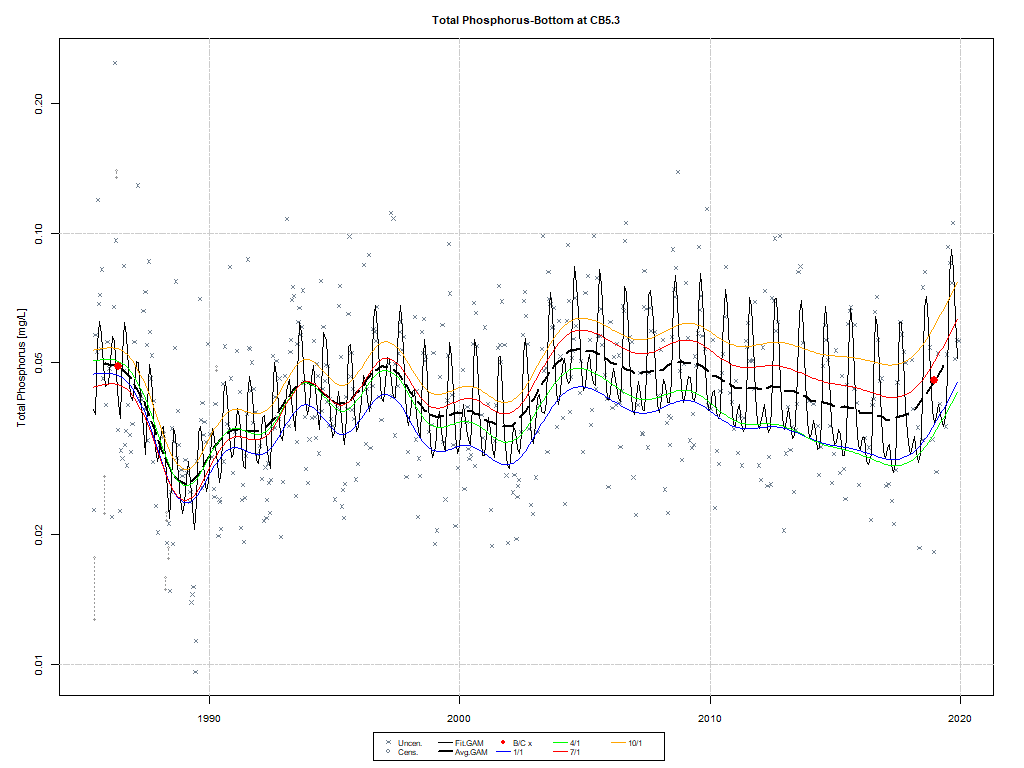 Total Phosphorus-Bottom at CB5.3
Total Phosphorus [mg/L]
0.20
0.10
0.05
0.02
0.01
1990 2000 2010 2020
Uncen. Fit.GAM B/C x 4/1 10/1
Cens. Avg.GAM 1/1 7/1